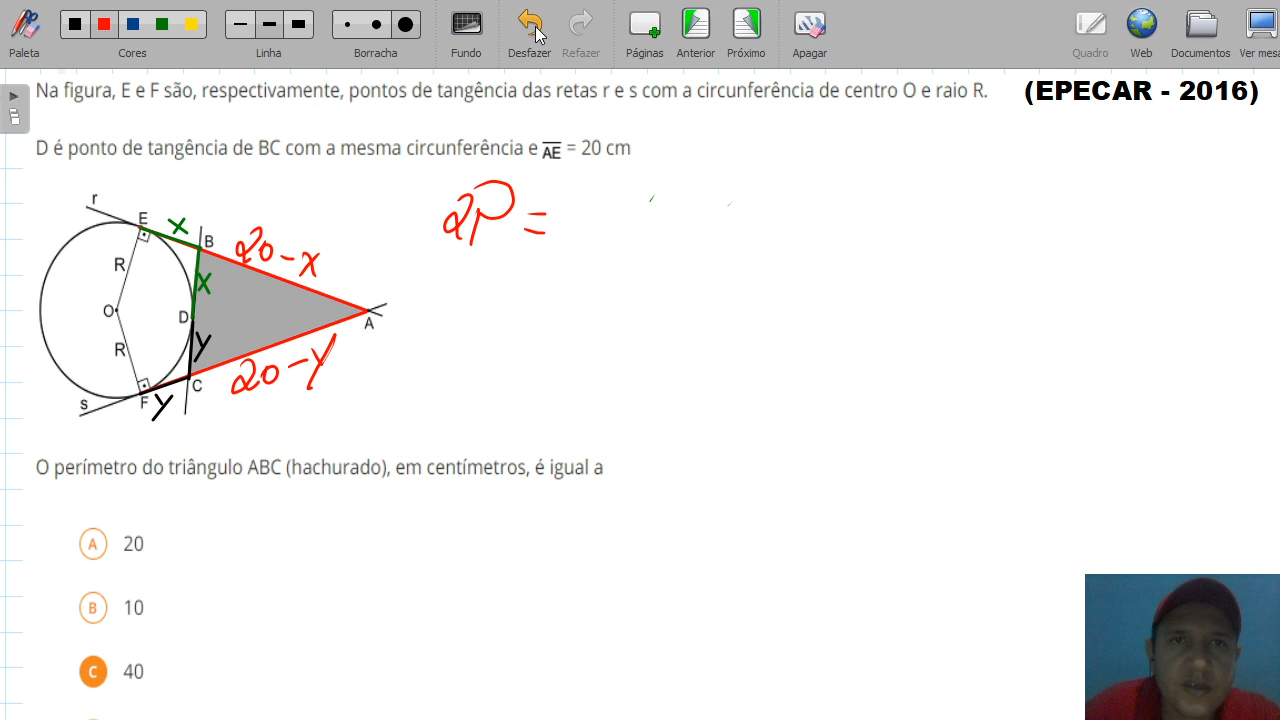 Paleta Cores Linha Borracha Fundo Desfazer Refazer Páginas Anterior Próximo Apagar Quadro Web Documentos Ver mes
Na figura, E e F são, respectivamente, pontos de tangência das retas r e s com a circunferência de centro O e raio R. (EPECAR - 2016)
D é ponto de tangência de BC com a mesma circunferência e AE = 20 cm
2P =
r
E x
B 20-x
R
x
O
D
A
R
y
20-y
C
s F y
O perímetro do triângulo ABC (hachurado), em centímetros, é igual a
A 20
B 10
C 40